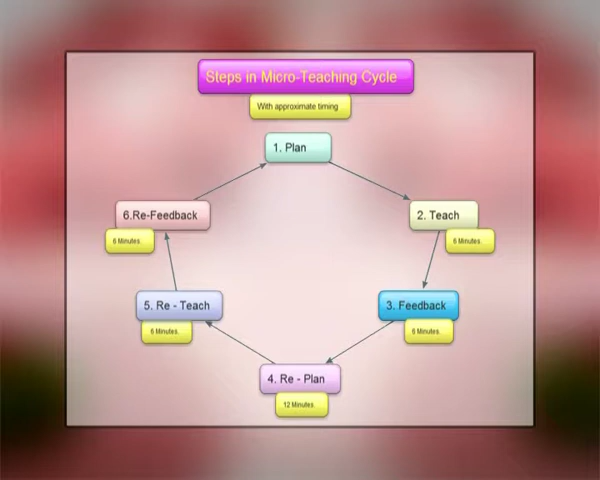 Steps in Micro-Teaching Cycle
With approximate timing
1. Plan
2. Teach
6 Minutes.
3. Feedback
6 Minutes.
4. Re - Plan
12 Minutes.
5. Re - Teach
6 Minutes.
6.Re-Feedback
6 Minutes.